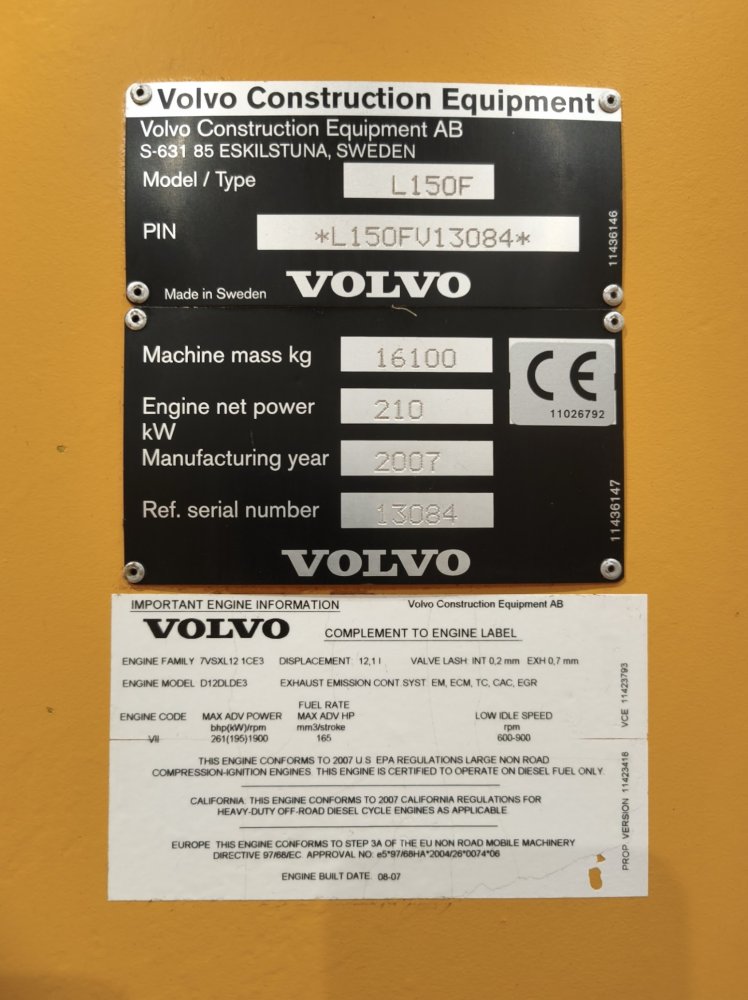 Volvo Construction Equipment
Volvo Construction Equipment AB
S-631 85 ESKILSTUNA, SWEDEN
Model / Type L150F
PIN *L150FV13084*
11436146
Made in Sweden VOLVO
Machine mass kg 16100
CE
11026792
Engine net power kW 210
Manufacturing year 2007
Ref. serial number 13084
11436147
VOLVO
IMPORTANT ENGINE INFORMATION Volvo Construction Equipment AB
VOLVO COMPLEMENT TO ENGINE LABEL
ENGINE FAMILY 7VSXL12.1CE3 DISPLACEMENT: 12,1 l VALVE LASH: INT 0,2 mm EXH 0,7 mm
ENGINE MODEL D12DLDE3 EXHAUST EMISSION CONT.SYST EM, ECM, TC, CAC, EGR
FUEL RATE
ENGINE CODE MAX ADV POWER MAX ADV HP LOW IDLE SPEED
bhp(kW)/rpm mm3/stroke rpm
VII 261(195)1900 165 600-900
THIS ENGINE CONFORMS TO 2007 U.S. EPA REGULATIONS LARGE NON ROAD
COMPRESSION-IGNITION ENGINES. THIS ENGINE IS CERTIFIED TO OPERATE ON DIESEL FUEL ONLY.
CALIFORNIA: THIS ENGINE CONFORMS TO 2007 CALIFORNIA REGULATIONS FOR
HEAVY-DUTY OFF-ROAD DIESEL CYCLE ENGINES AS APPLICABLE
EUROPE: THIS ENGINE CONFORMS TO STEP 3A OF THE EU NON ROAD MOBILE MACHINERY
DIRECTIVE 97/68/EC. APPROVAL NO: e5*97/68HA*2004/26*0074*06
ENGINE BUILT DATE: 08-07
VCE 11423793
PROP. VERSION 11423416